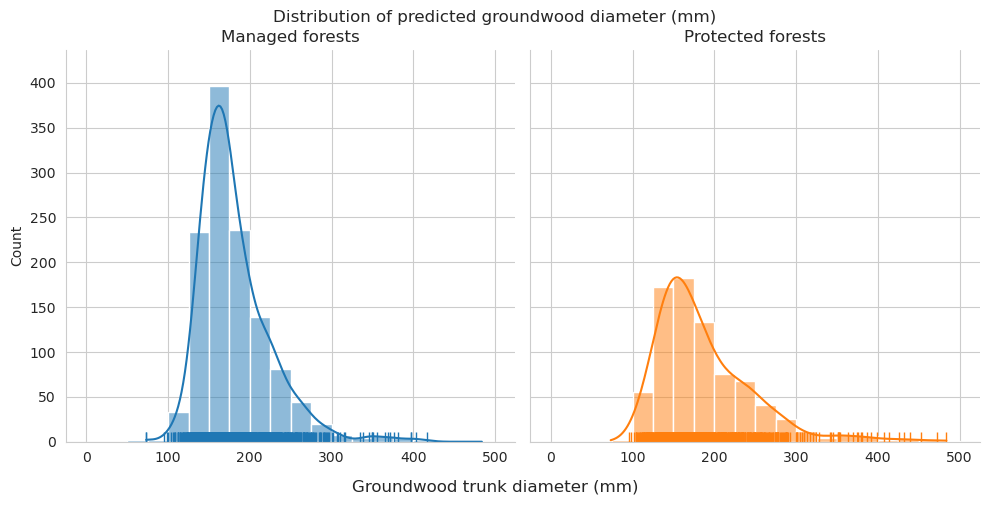 Distribution of predicted groundwood diameter (mm)
Managed forests
Protected forests
400
350
300
250
200
150
100
50
0
Count
0 100 200 300 400 500
0 100 200 300 400 500
Groundwood trunk diameter (mm)